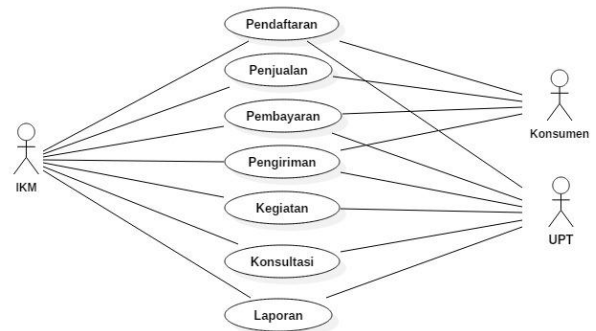 Pendaftaran
Penjualan
Pembayaran
Konsumen
Pengiriman
IKM
Kegiatan
UPT
Konsultasi
Laporan